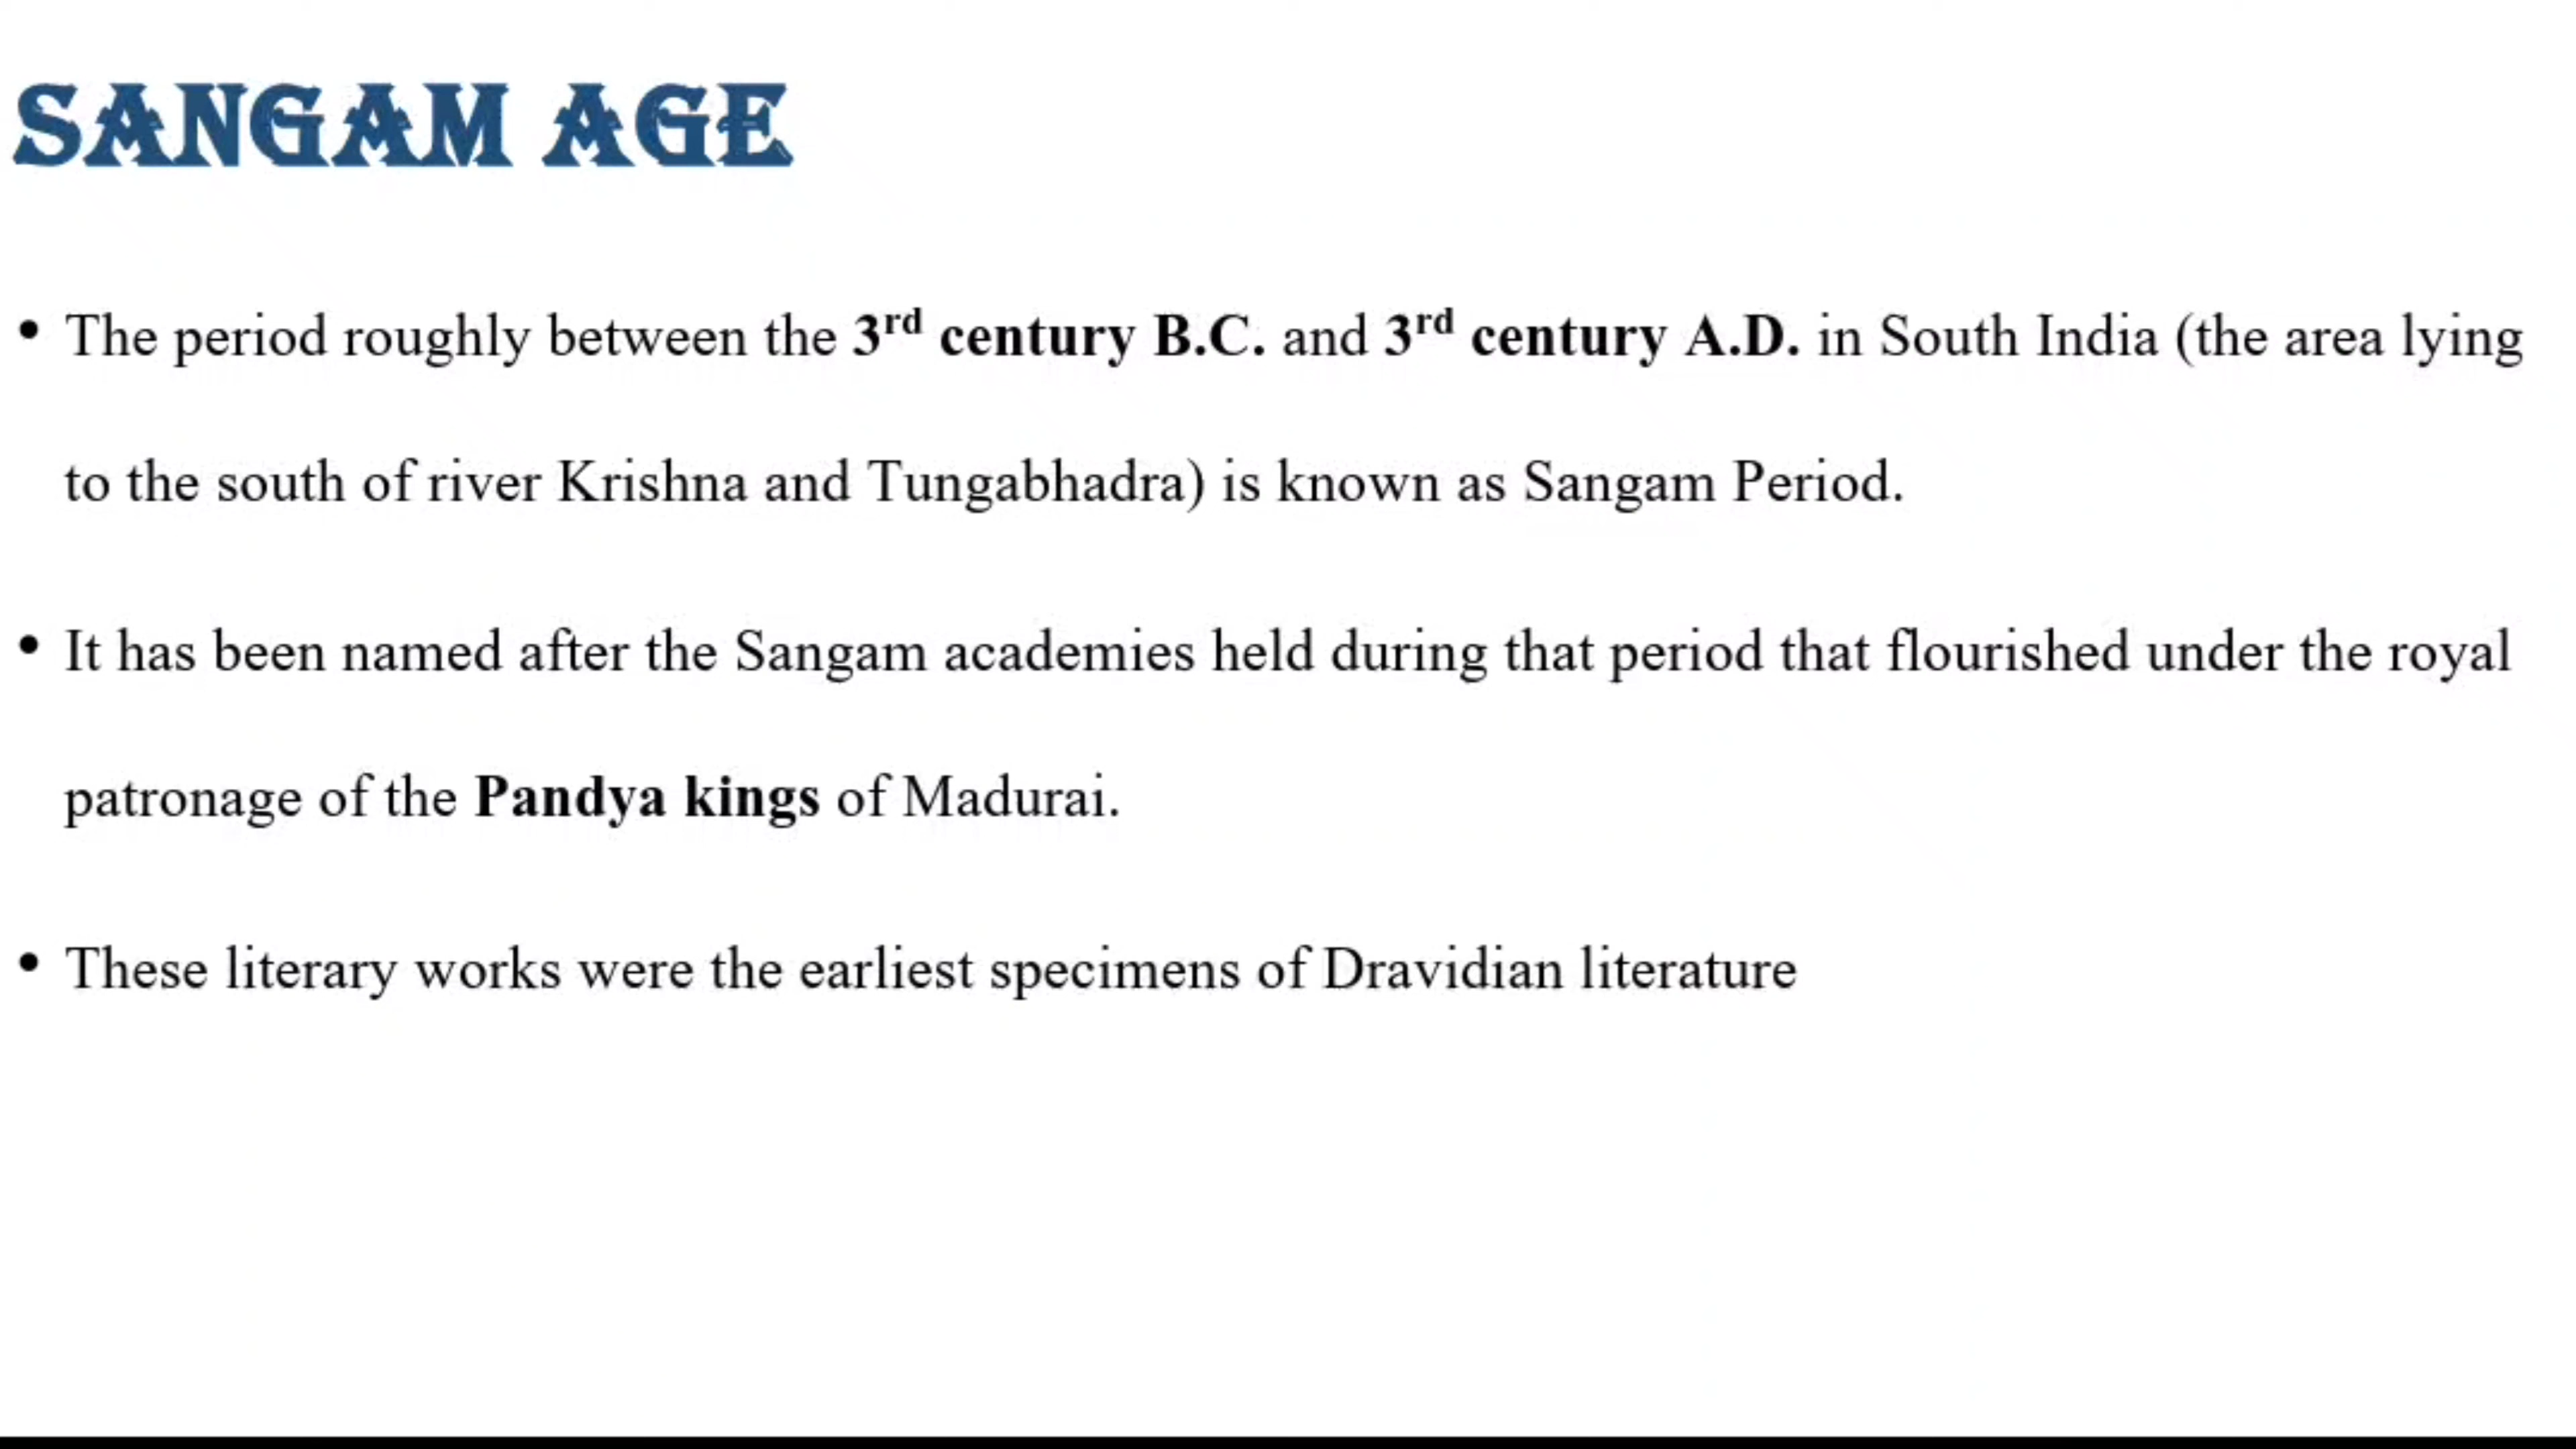 SANGAM AGE
• The period roughly between the 3rd century B.C. and 3rd century A.D. in South India (the area lying
to the south of river Krishna and Tungabhadra) is known as Sangam Period.
• It has been named after the Sangam academies held during that period that flourished under the royal
patronage of the Pandya kings of Madurai.
• These literary works were the earliest specimens of Dravidian literature